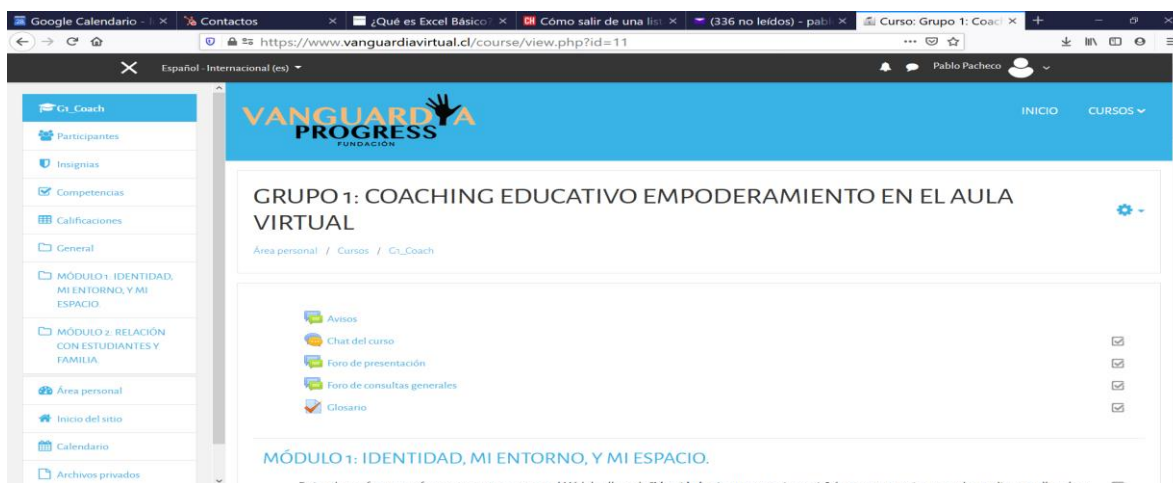 Google Calendario -
Contactos
¿Qué es Excel Básico?
Cómo salir de una list
(336 no leídos) - pabl
Curso: Grupo 1: Coac
https://www.vanguardiavirtual.cl/course/view.php?id=11
Español - Internacional (es)
Pablo Pacheco
G1_Coach
Participantes
Insignias
Competencias
Calificaciones
General
MÓDULO 1: IDENTIDAD,
MI ENTORNO, Y MI
ESPACIO.
MÓDULO 2: RELACIÓN
CON ESTUDIANTES Y
FAMILIA.
Área personal
Inicio del sitio
Calendario
Archivos privados
VANGUARDIA
PROGRESS
FUNDACIÓN
INICIO
CURSOS
GRUPO 1: COACHING EDUCATIVO EMPODERAMIENTO EN EL AULA
VIRTUAL
Área personal / Cursos / G1_Coach
Avisos
Chat del curso
Foro de presentación
Foro de consultas generales
Glosario
MÓDULO 1: IDENTIDAD, MI ENTORNO, Y MI ESPACIO.